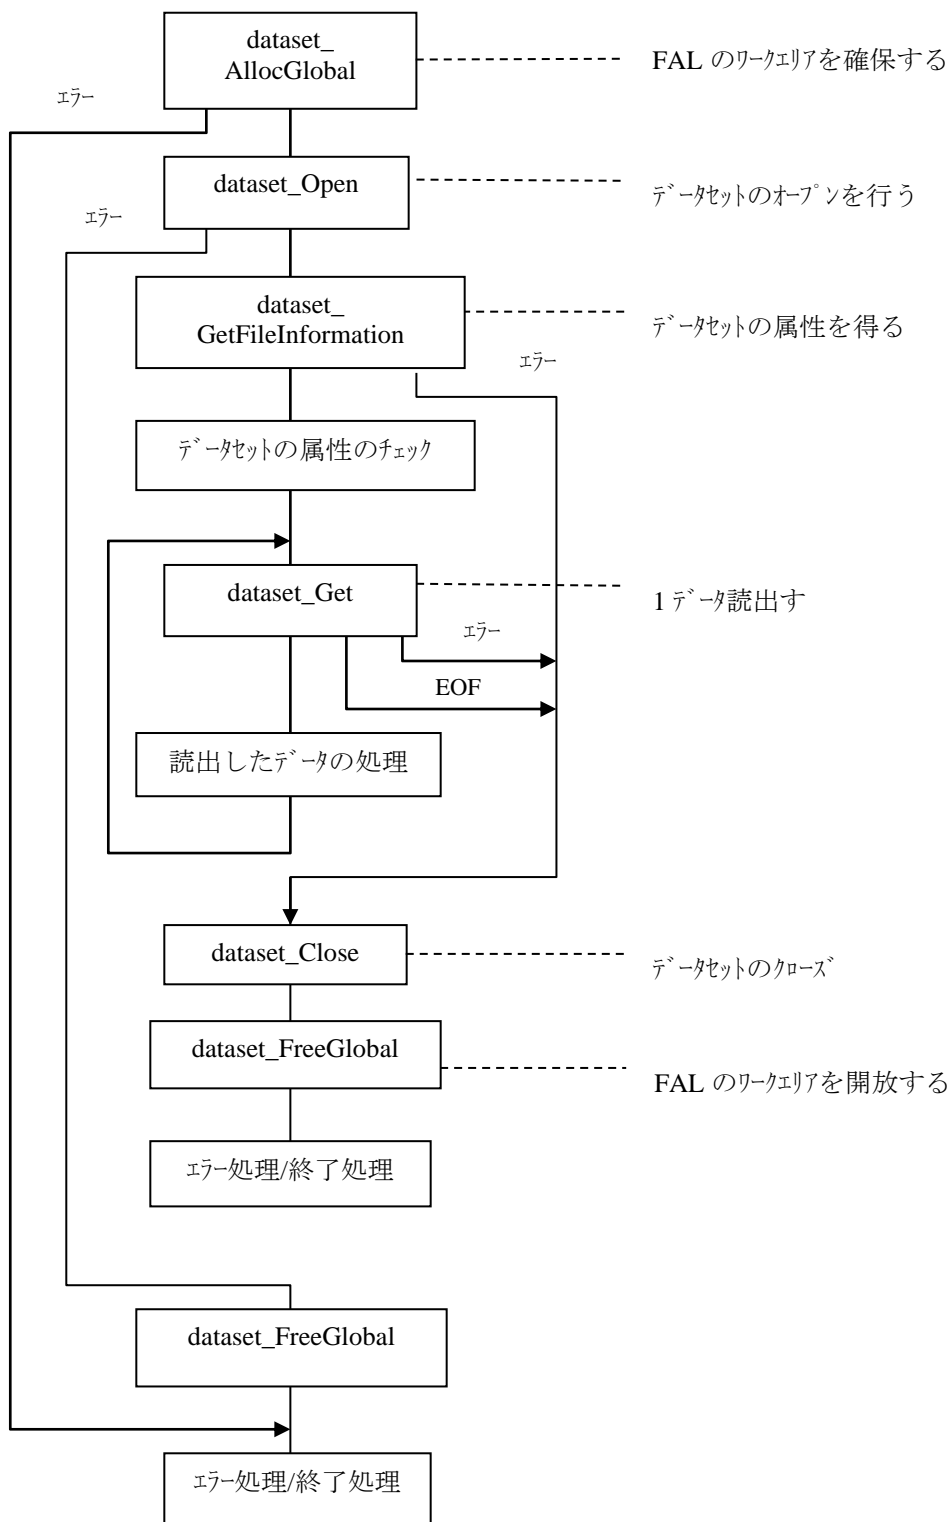 dataset_
AllocGlobal
FAL のﾜｰｸｴﾘｱを確保する
ｴﾗｰ
dataset_Open
ﾃﾞｰﾀｾｯﾄのｵｰﾌﾟﾝを行う
ｴﾗｰ
dataset_
GetFileInformation
ﾃﾞｰﾀｾｯﾄの属性を得る
ｴﾗｰ
ﾃﾞｰﾀｾｯﾄの属性のﾁｪｯｸ
dataset_Get
1 ﾃﾞｰﾀ読出す
ｴﾗｰ
EOF
読出したﾃﾞｰﾀの処理
dataset_Close
ﾃﾞｰﾀｾｯﾄのｸﾛｰｽﾞ
dataset_FreeGlobal
FAL のﾜｰｸｴﾘｱを開放する
ｴﾗｰ処理/終了処理
dataset_FreeGlobal
ｴﾗｰ処理/終了処理